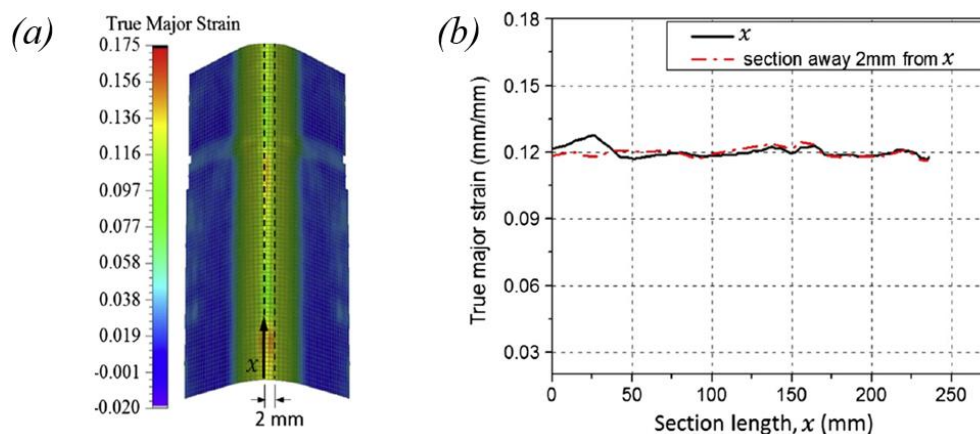 (a)
True Major Strain
0.175
0.155
0.136
0.116
0.097
0.077
0.058
0.038
0.019
-0.001
-0.020
x
2 mm
(b)
True major strain (mm/mm)
0.18
0.15
0.12
0.09
0.06
0.03
x
section away 2mm from x
0 50 100 150 200 250
Section length, x (mm)